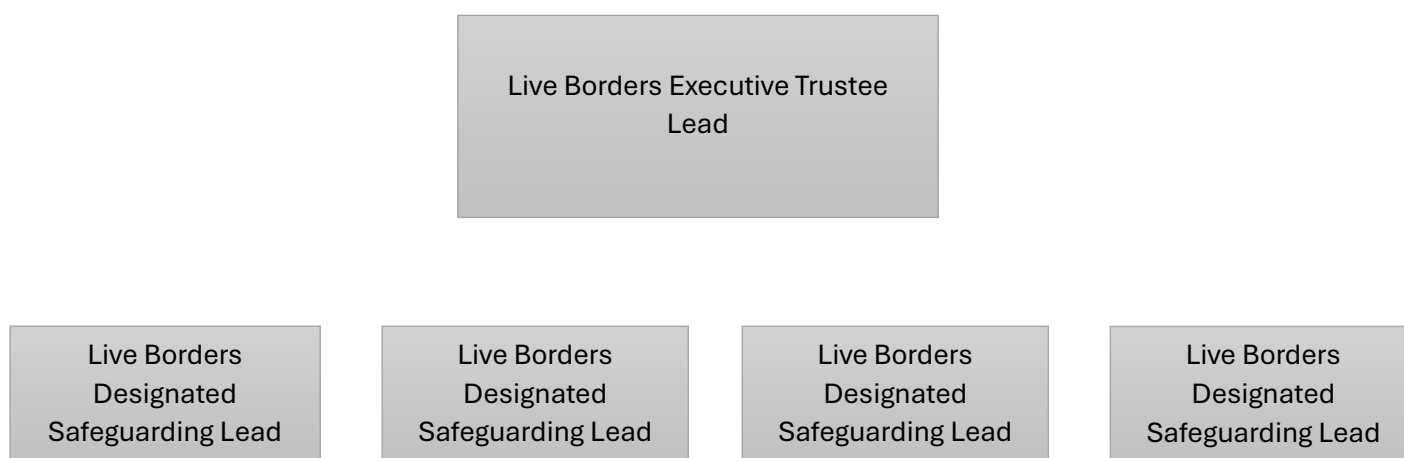 Live Borders Executive Trustee
Lead
Live Borders
Designated
Safeguarding Lead
Live Borders
Designated
Safeguarding Lead
Live Borders
Designated
Safeguarding Lead
Live Borders
Designated
Safeguarding Lead